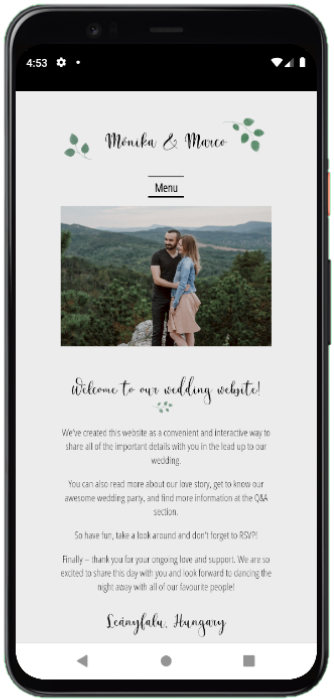 4:53
Mónika & Marco
Menu
Welcome to our wedding website!
We've created this website as a convenient and interactive way to
share all of the important details with you in the lead up to our
wedding.
You can also read more about our love story, get to know our
awesome wedding party, and find more information at the Q&A
section.
So have fun, take a look around and don't forget to RSVP!
Finally – thank you for your ongoing love and support. We are so
excited to share this day with you and look forward to dancing the
night away with all of our favourite people!
Leányfalu, Hungary